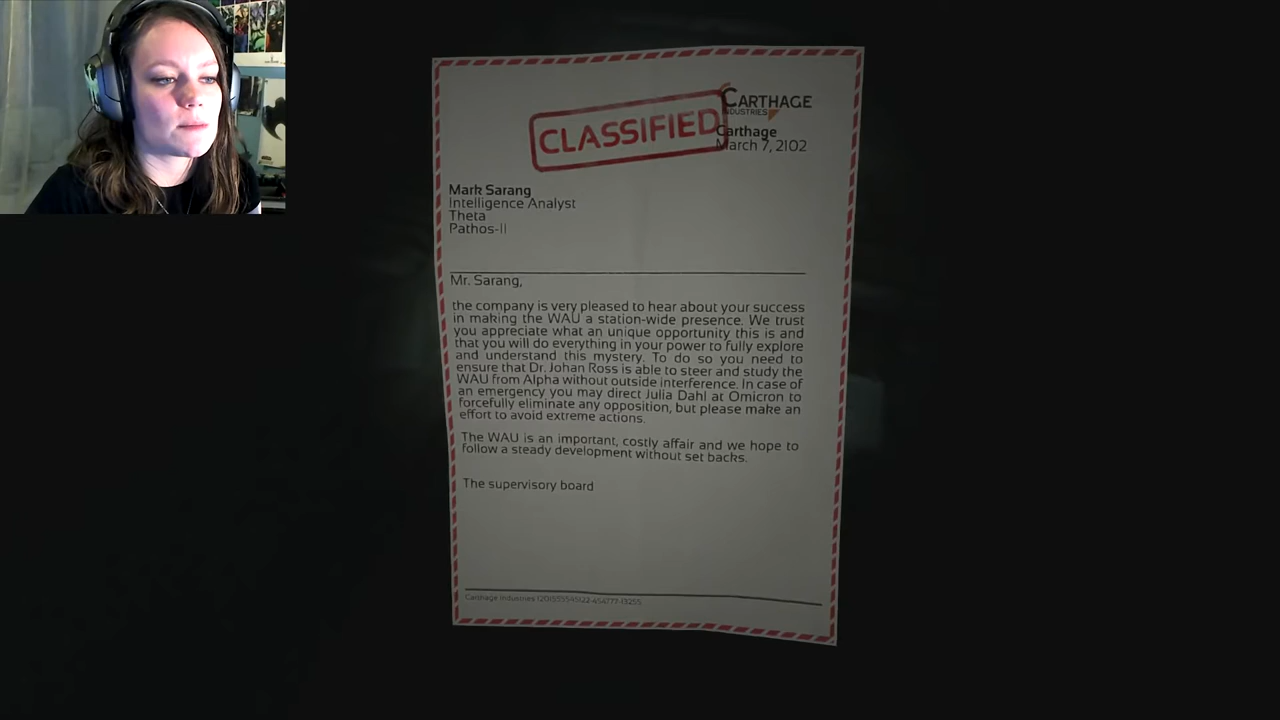 CARTHAGE
INDUSTRIES
CLASSIFIED
Carthage
March 7, 2102
Mark Sarang
Intelligence Analyst
Theta
Pathos-II
Mr. Sarang,
the company is very pleased to hear about your success
in making the WAU a station-wide presence. We trust
you appreciate what an unique opportunity this is and
that you will do everything in your power to fully explore
and understand this mystery. To do so you need to
ensure that Dr. Johan Ross is able to steer and study the
WAU from Alpha without outside interference. In case of
an emergency you may direct Julia Dahl at Omicron to
forcefully eliminate any opposition, but please make an
effort to avoid extreme actions.
The WAU is an important, costly affair and we hope to
follow a steady development without set backs.
The supervisory board
Carthage Industries